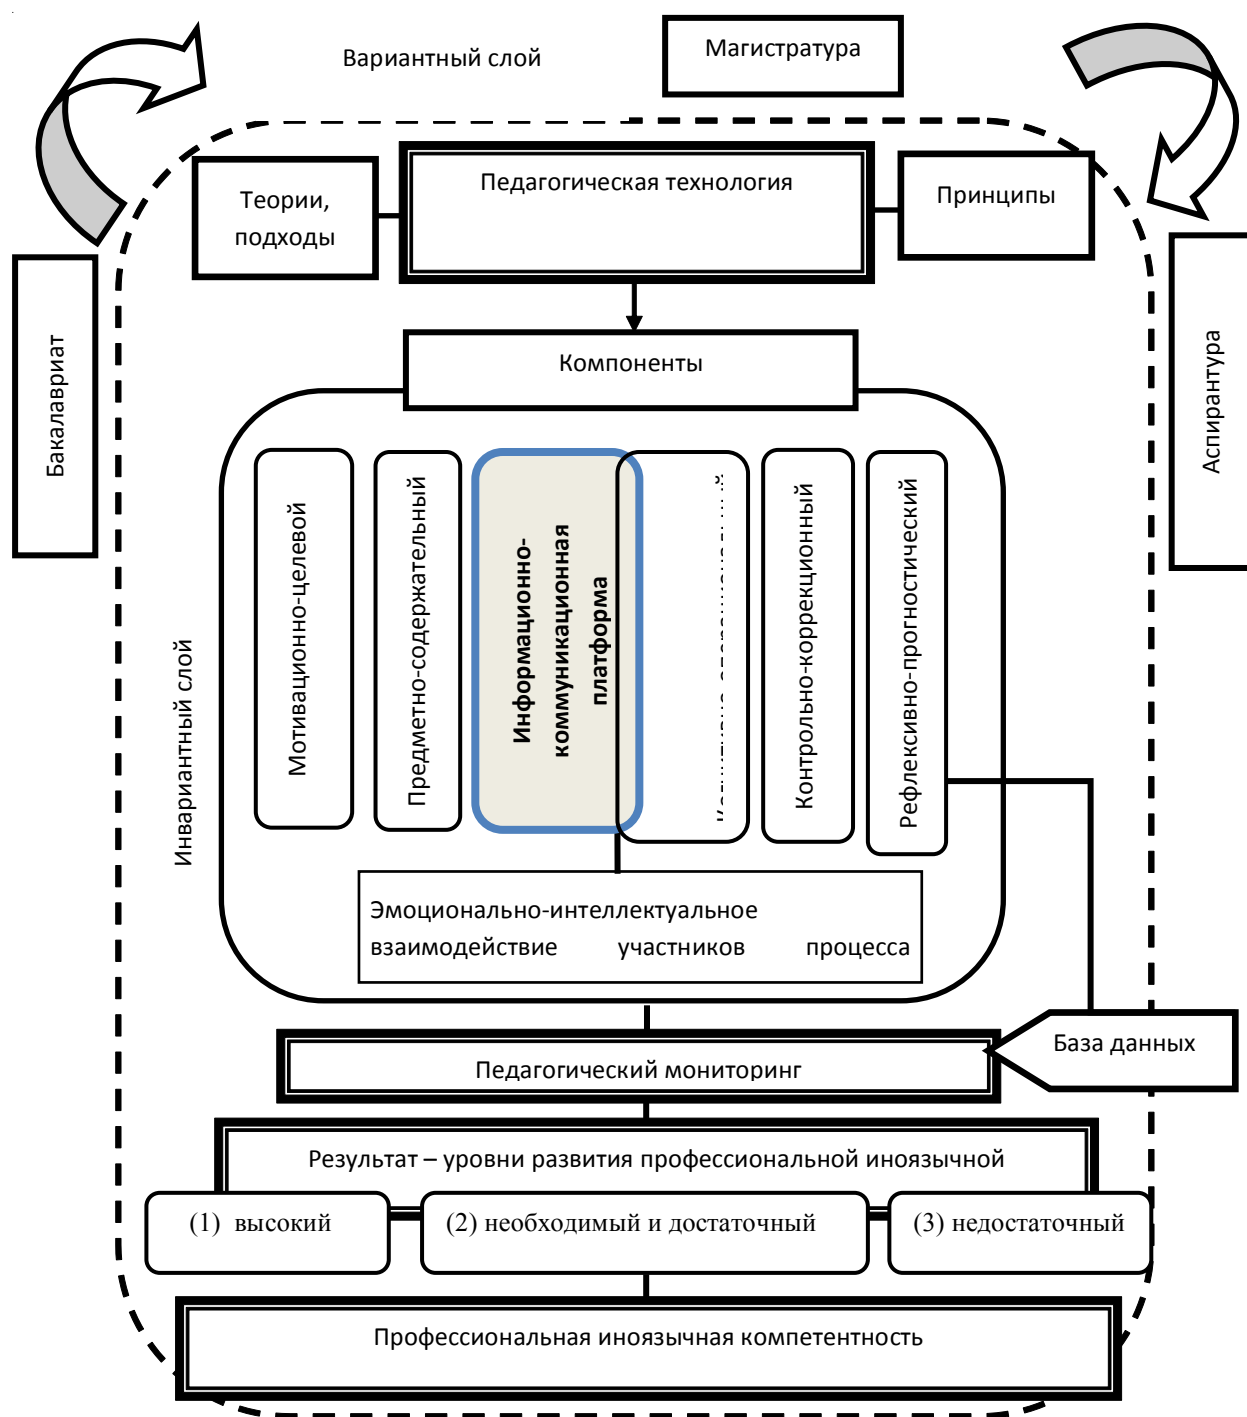 Вариантный слой
Магистратура
Теории,
подходы
Педагогическая технология
Принципы
Бакалавриат
Аспирантура
Компоненты
Инвариантный слой
Мотивационно-целевой
Предметно-содержательный
Информационно-
коммуникационная
платформа
Контрольно-коррекционный
Рефлексивно-прогностический
Эмоционально-интеллектуальное
взаимодействие участников процесса
База данных
Педагогический мониторинг
Результат – уровни развития профессиональной иноязычной
(1) высокий
(2) необходимый и достаточный
(3) недостаточный
Профессиональная иноязычная компетентность